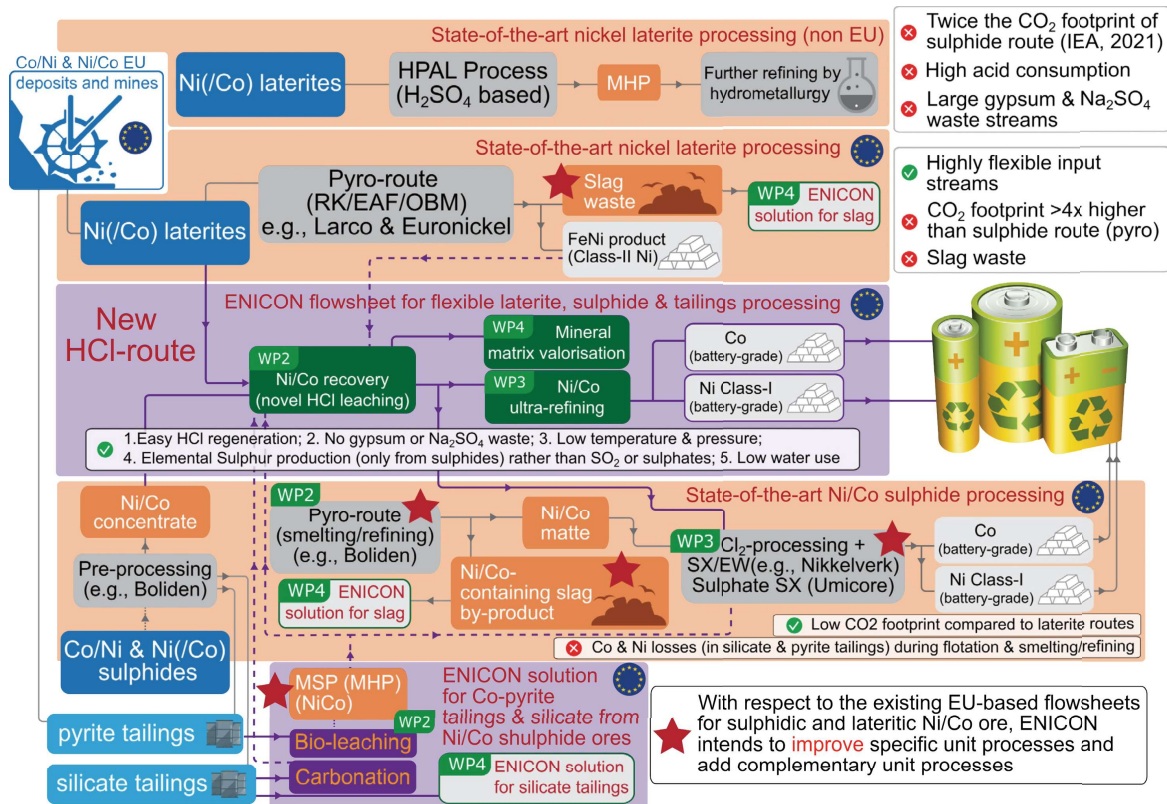 State-of-the-art nickel laterite processing (non EU)
Co/Ni & Ni/Co EU
deposits and mines
Ni(/Co) laterites
HPAL Process
(H₂SO₄ based)
MHP
Further refining by
hydrometallurgy
Twice the CO₂ footprint of
sulphide route (IEA, 2021)
High acid consumption
Large gypsum & Na₂SO₄
waste streams
State-of-the-art nickel laterite processing
Ni(/Co) laterites
Pyro-route
(RK/EAF/OBM)
e.g., Larco & Euronickel
Slag
waste
WP4 ENICON
solution for slag
FeNi product
(Class-II Ni)
Highly flexible input
streams
CO₂ footprint >4x higher
than sulphide route (pyro)
Slag waste
ENICON flowsheet for flexible laterite, sulphide & tailings processing
New
HCl-route
WP2
Ni/Co recovery
(novel HCl leaching)
WP4 Mineral
matrix valorisation
WP3 Ni/Co
ultra-refining
Co
(battery-grade)
Ni Class-I
(battery-grade)
1.Easy HCl regeneration; 2. No gypsum or Na₂SO₄ waste; 3. Low temperature & pressure;
4. Elemental Sulphur production (only from sulphides) rather than SO₂ or sulphates; 5. Low water use
State-of-the-art Ni/Co sulphide processing
Ni/Co
concentrate
Pre-processing
(e.g., Boliden)
Co/Ni & Ni(/Co)
sulphides
WP2
Pyro-route
(smelting/refining)
(e.g., Boliden)
Ni/Co
matte
WP4 ENICON
solution for slag
Ni/Co-
containing slag
by-product
WP3
Cl₂-processing +
SX/EW(e.g., Nikkelverk)
Sulphate SX (Umicore)
Co
(battery-grade)
Ni Class-I
(battery-grade)
Low CO2 footprint compared to laterite routes
Co & Ni losses (in silicate & pyrite tailings) during flotation & smelting/refining
MSP (MHP)
(NiCo)
ENICON solution
for Co-pyrite
tailings & silicate from
Ni/Co shulphide ores
WP2
Bio-leaching
Carbonation
WP4 ENICON solution
for silicate tailings
pyrite tailings
silicate tailings
With respect to the existing EU-based flowsheets
for sulphidic and lateritic Ni/Co ore, ENICON
intends to improve specific unit processes and
add complementary unit processes